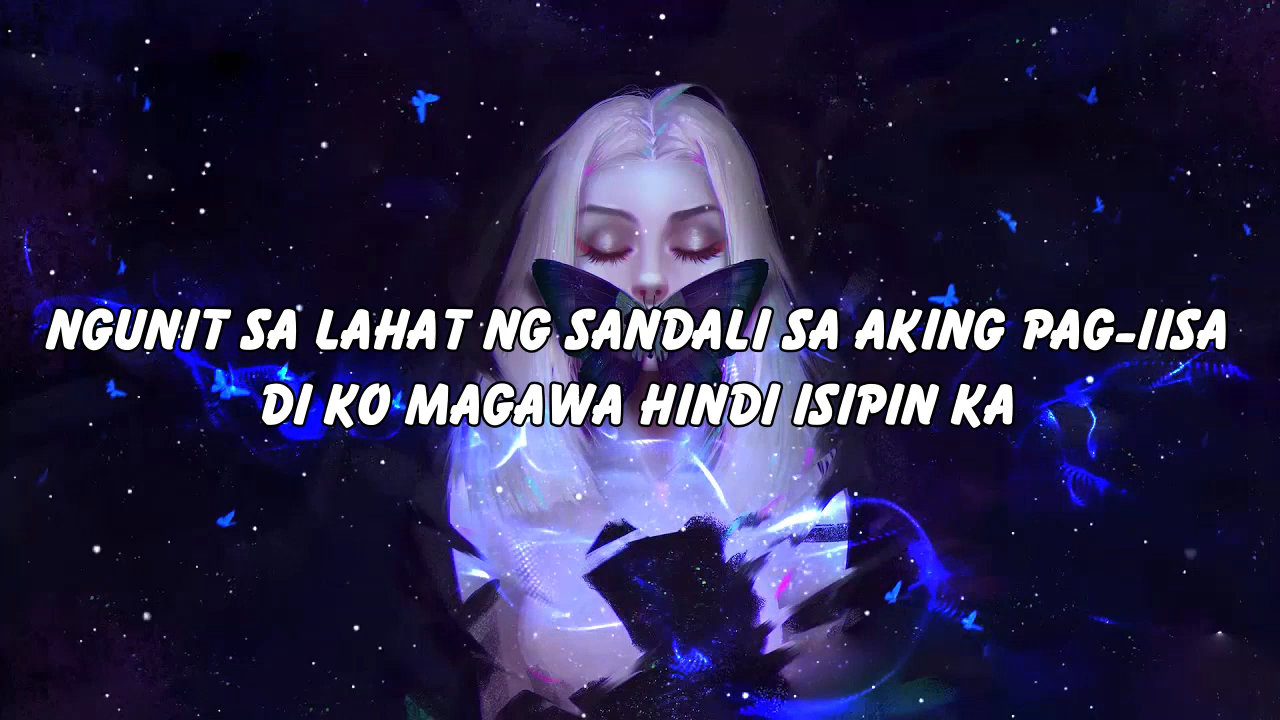 NGUNIT SA LAHAT NG SANDALI SA AKING PAG-IISA
DI KO MAGAWA HINDI ISIPIN KA